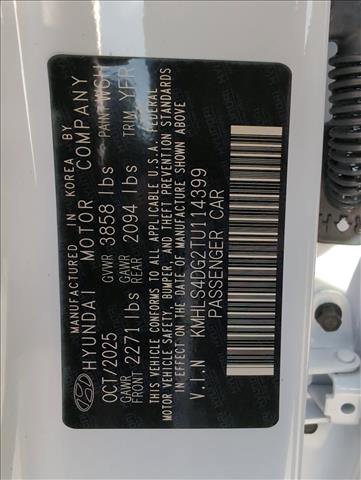 MANUFACTURED IN KOREA BY
HYUNDAI MOTOR COMPANY
OCT/2025 GVWR 3858 lbs PAINT WCH
GAWR FRONT 2271 lbs GAWR REAR 2094 lbs TRIM YFR
THIS VEHICLE CONFORMS TO ALL APPLICABLE U.S.A. FEDERAL
MOTOR VEHICLE SAFETY, BUMPER, AND THEFT PREVENTION STANDARDS
IN EFFECT ON THE DATE OF MANUFACTURE SHOWN ABOVE
V.I.N KMHLS4DG2TU114399
PASSENGER CAR